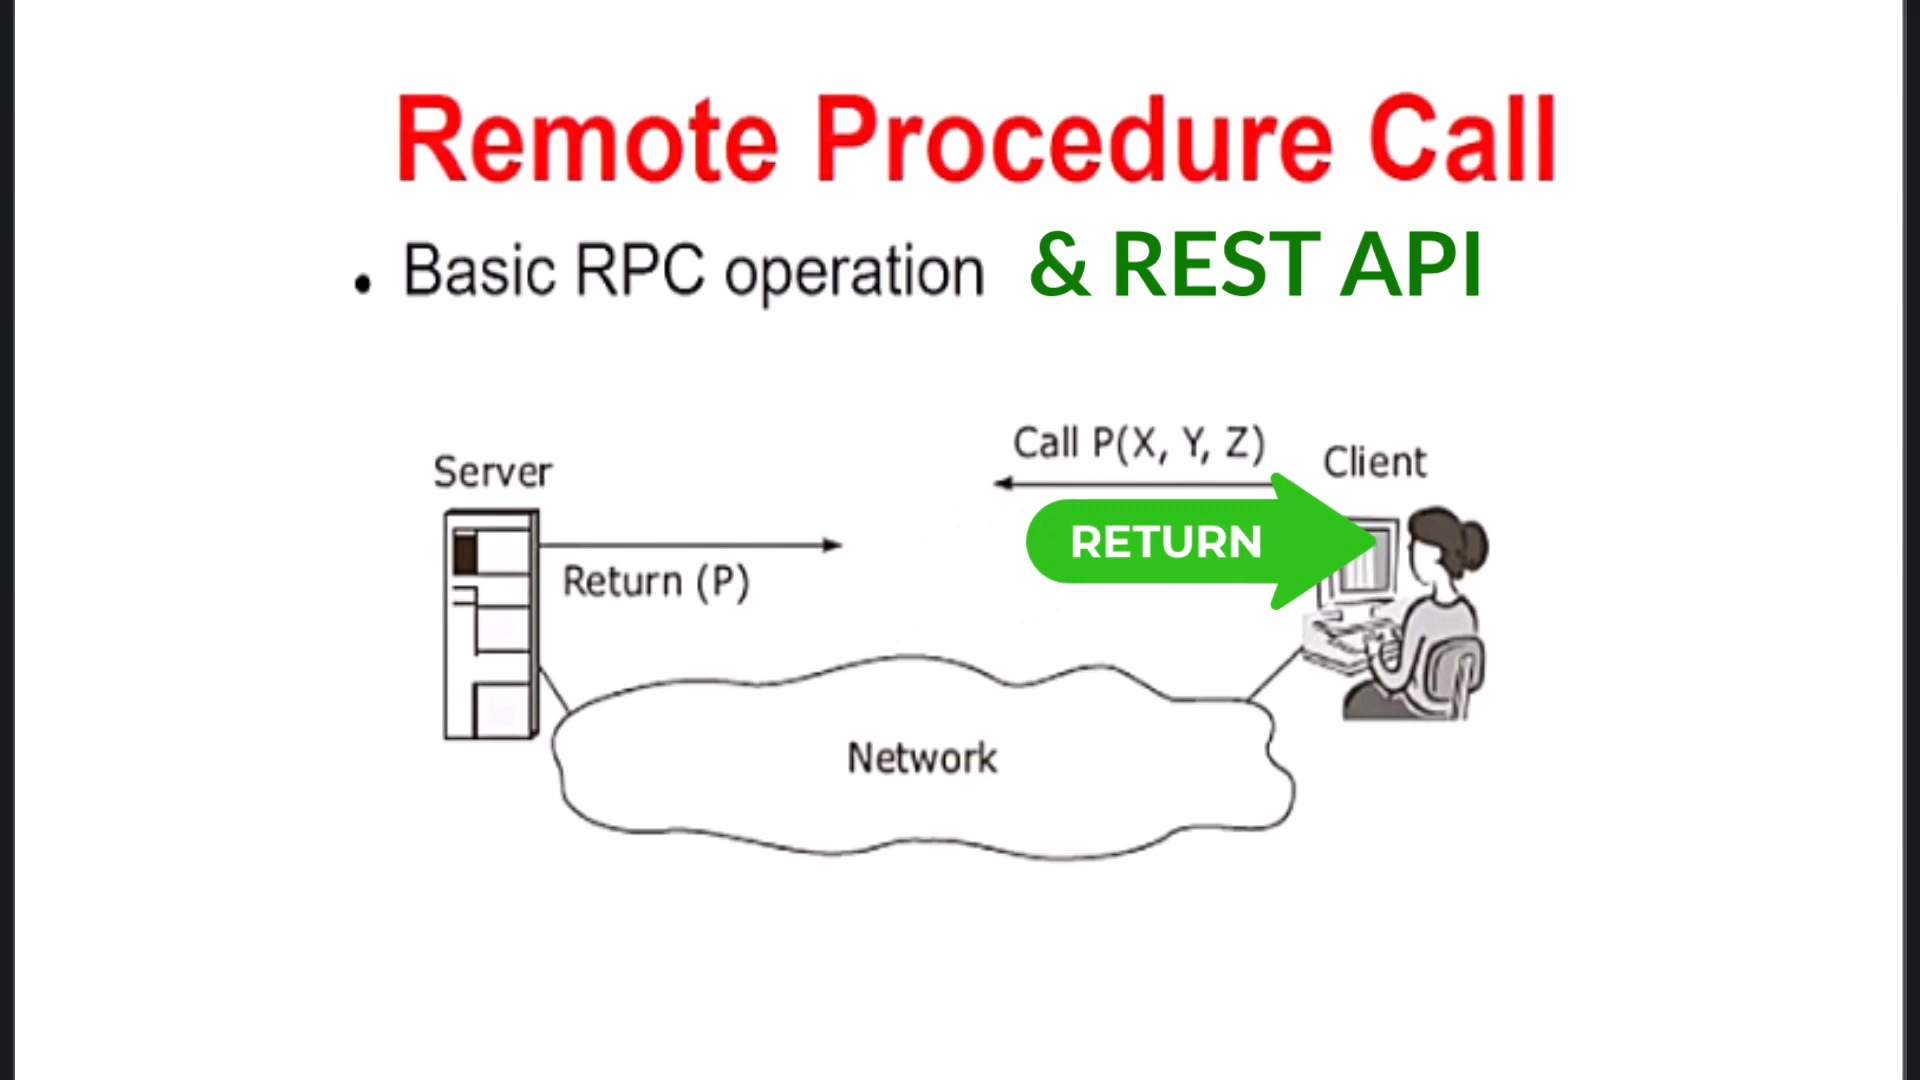 Remote Procedure Call
• Basic RPC operation & REST API
Call P(X, Y, Z)
Client
Server
RETURN
Return (P)
Network